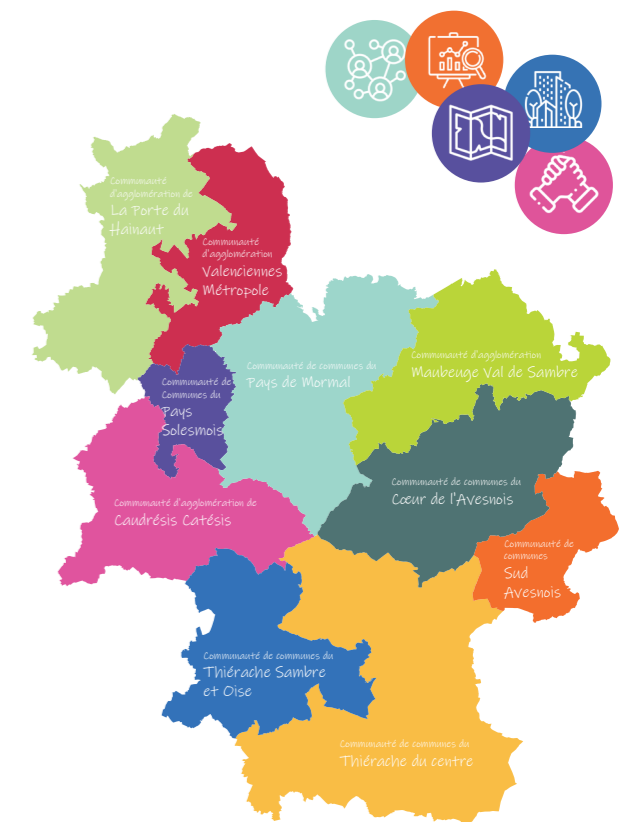 Communauté
d'agglomération de
La Porte du
Hainaut
Communauté
d'agglomération
Valenciennes
Métropole
Communauté de communes du
Pays de Mormal
Communauté d'agglomération
Maubeuge Val de Sambre
Communauté de
Communes du
Pays
Solesmois
Communauté de communes du
Cœur de l'Avesnois
Communauté d'agglomération de
Caudrésis Catésis
Communauté de
communes
Sud
Avesnois
Communauté de communes du
Thiérache Sambre
et Oise
Communauté de communes du
Thiérache du centre